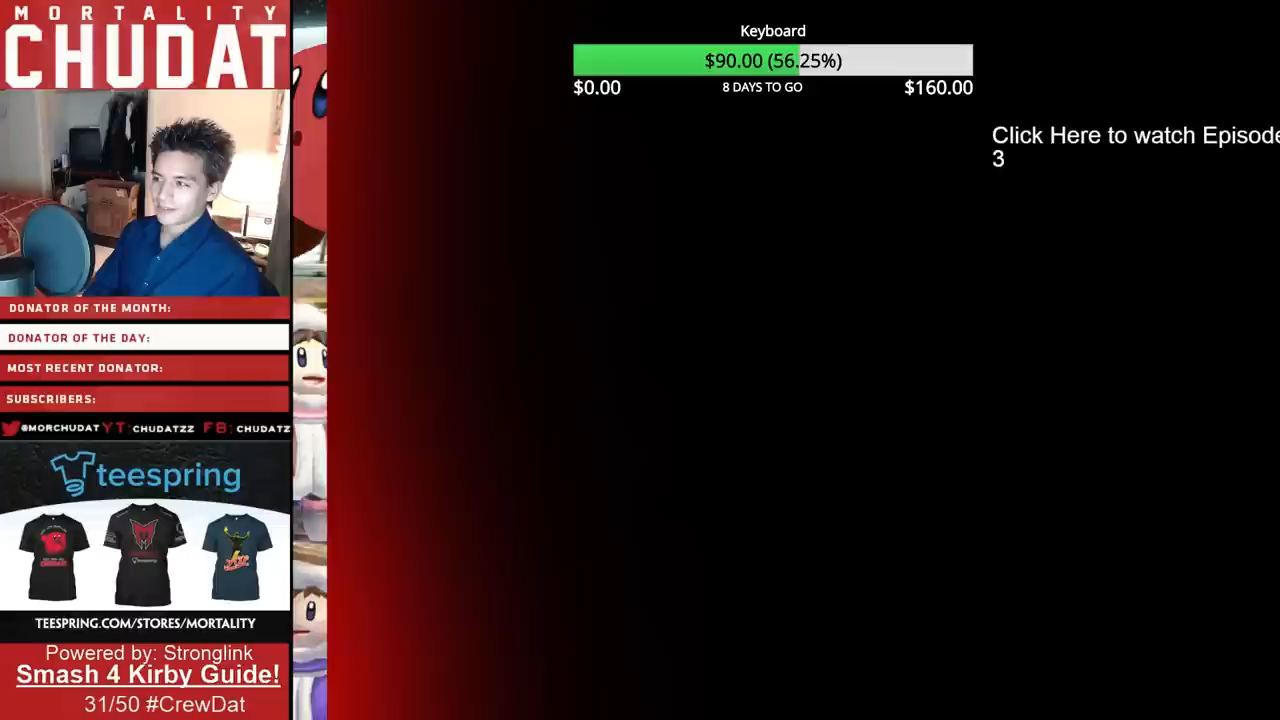 MORTALITY
CHUDAT
DONATOR OF THE MONTH:
DONATOR OF THE DAY:
MOST RECENT DONATOR:
SUBSCRIBERS:
@MORCHUDAT YT: CHUDATZZ FB: CHUDATZ
teespring
TEESPRING.COM/STORES/MORTALITY
Powered by: Stronglink
Smash 4 Kirby Guide!
31/50 #CrewDat
Keyboard
$90.00 (56.25%)
$0.00 8 DAYS TO GO $160.00
Click Here to watch Episode
3